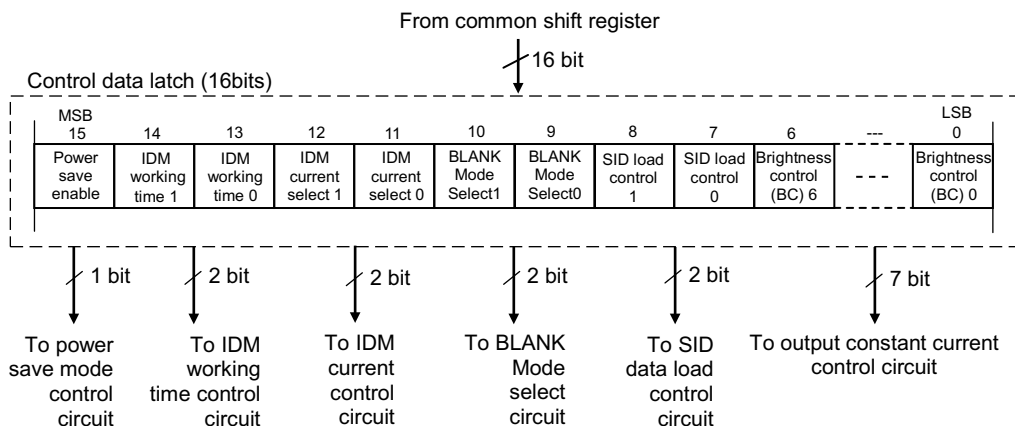 From common shift register
16 bit
Control data latch (16bits)
MSB LSB
15 14 13 12 11 10 9 8 7 6 --- 0
Power save enable
IDM working time 1
IDM working time 0
IDM current select 1
IDM current select 0
BLANK Mode Select1
BLANK Mode Select0
SID load control 1
SID load control 0
Brightness control (BC) 6
Brightness control (BC) 0
1 bit 2 bit 2 bit 2 bit 2 bit 7 bit
To power save mode control circuit
To IDM working time control circuit
To IDM current control circuit
To BLANK Mode select circuit
To SID data load control circuit
To output constant current control circuit